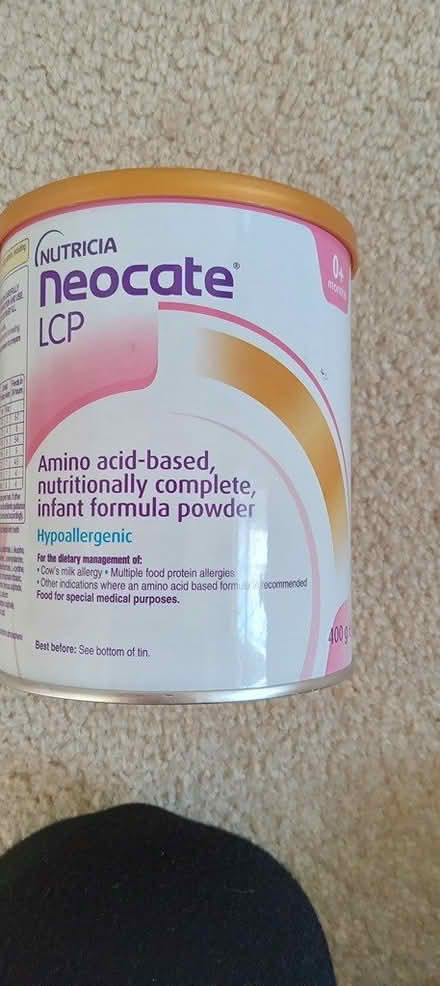 NUTRICIA
neocate®
LCP
0+
months
Amino acid-based,
nutritionally complete,
infant formula powder
Hypoallergenic
For the dietary management of:
• Cow's milk allergy • Multiple food protein allergies
• Other indications where an amino acid based formula is recommended
Food for special medical purposes.
400 g
Best before: See bottom of tin.